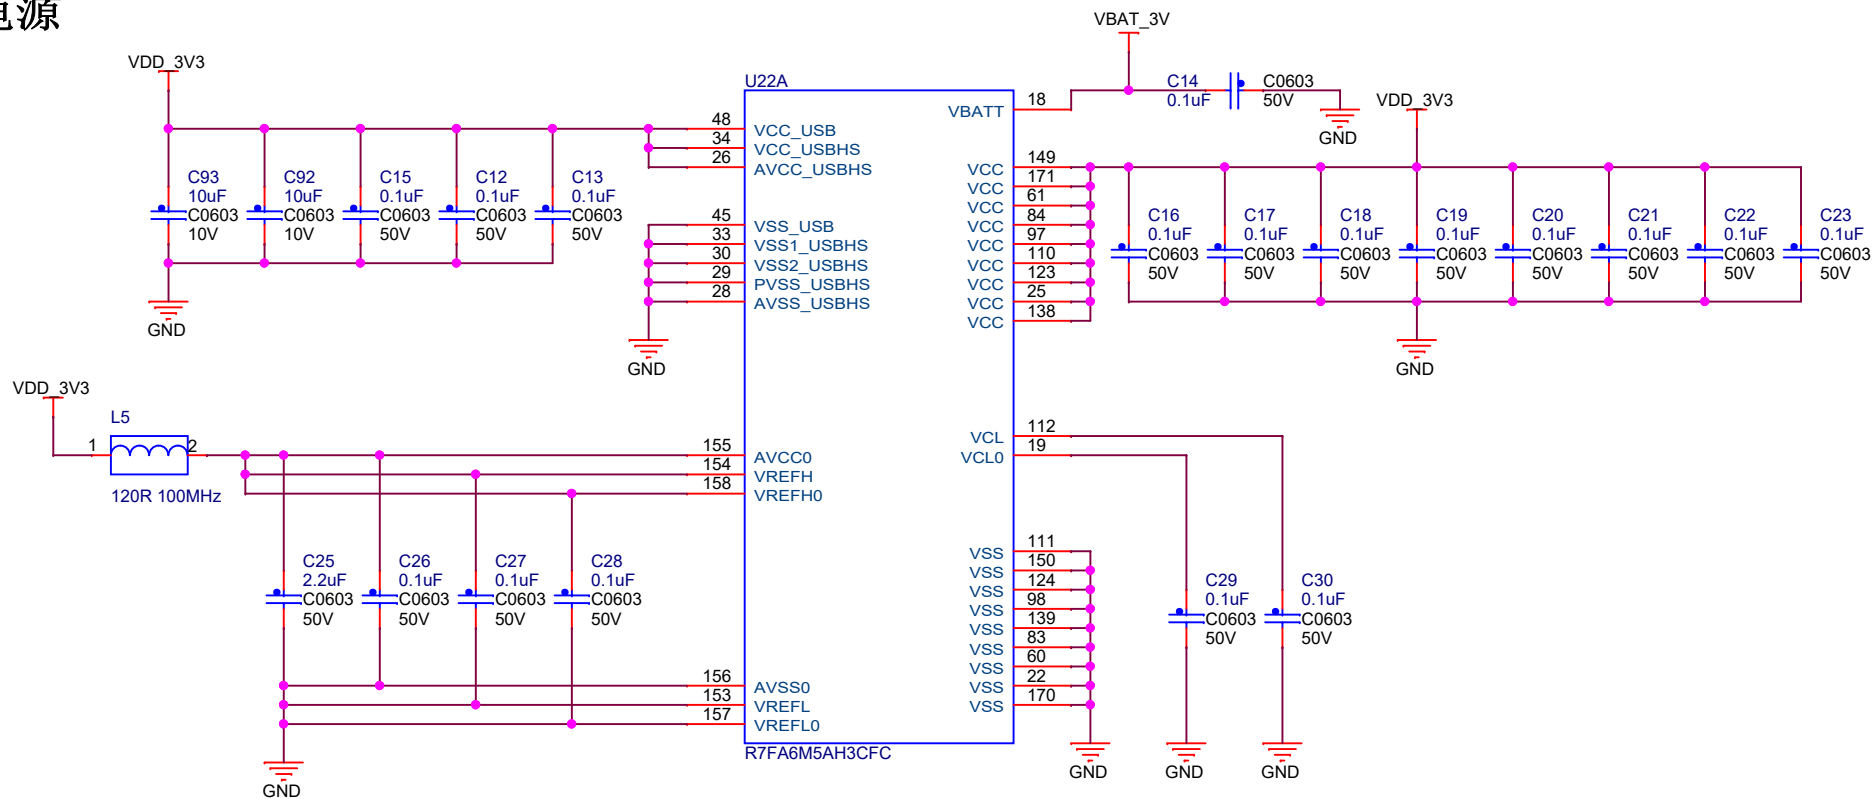 电源
VBAT_3V
VDD_3V3
U22A
C14
0.1uF
C0603
50V
GND
VDD_3V3
18
VBATT
48
VCC_USB
34
VCC_USBHS
26
AVCC_USBHS
C93
10uF
C0603
10V
C92
10uF
C0603
10V
C15
0.1uF
C0603
50V
C12
0.1uF
C0603
50V
C13
0.1uF
C0603
50V
GND
45
VSS_USB
33
VSS1_USBHS
30
VSS2_USBHS
29
PVSS_USBHS
28
AVSS_USBHS
GND
VCC 149
VCC 171
VCC 61
VCC 84
VCC 97
VCC 110
VCC 123
VCC 25
VCC 138
C16
0.1uF
C0603
50V
C17
0.1uF
C0603
50V
C18
0.1uF
C0603
50V
C19
0.1uF
C0603
50V
C20
0.1uF
C0603
50V
C21
0.1uF
C0603
50V
C22
0.1uF
C0603
50V
C23
0.1uF
C0603
50V
GND
VDD_3V3
L5
1
2
120R 100MHz
155
AVCC0
154
VREFH
158
VREFH0
C25
2.2uF
C0603
50V
C26
0.1uF
C0603
50V
C27
0.1uF
C0603
50V
C28
0.1uF
C0603
50V
156
AVSS0
153
VREFL
157
VREFL0
GND
VCL 112
VCL0 19
VSS 111
VSS 150
VSS 124
VSS 98
VSS 139
VSS 83
VSS 60
VSS 22
VSS 170
C29
0.1uF
C0603
50V
C30
0.1uF
C0603
50V
R7FA6M5AH3CFC
GND
GND
GND